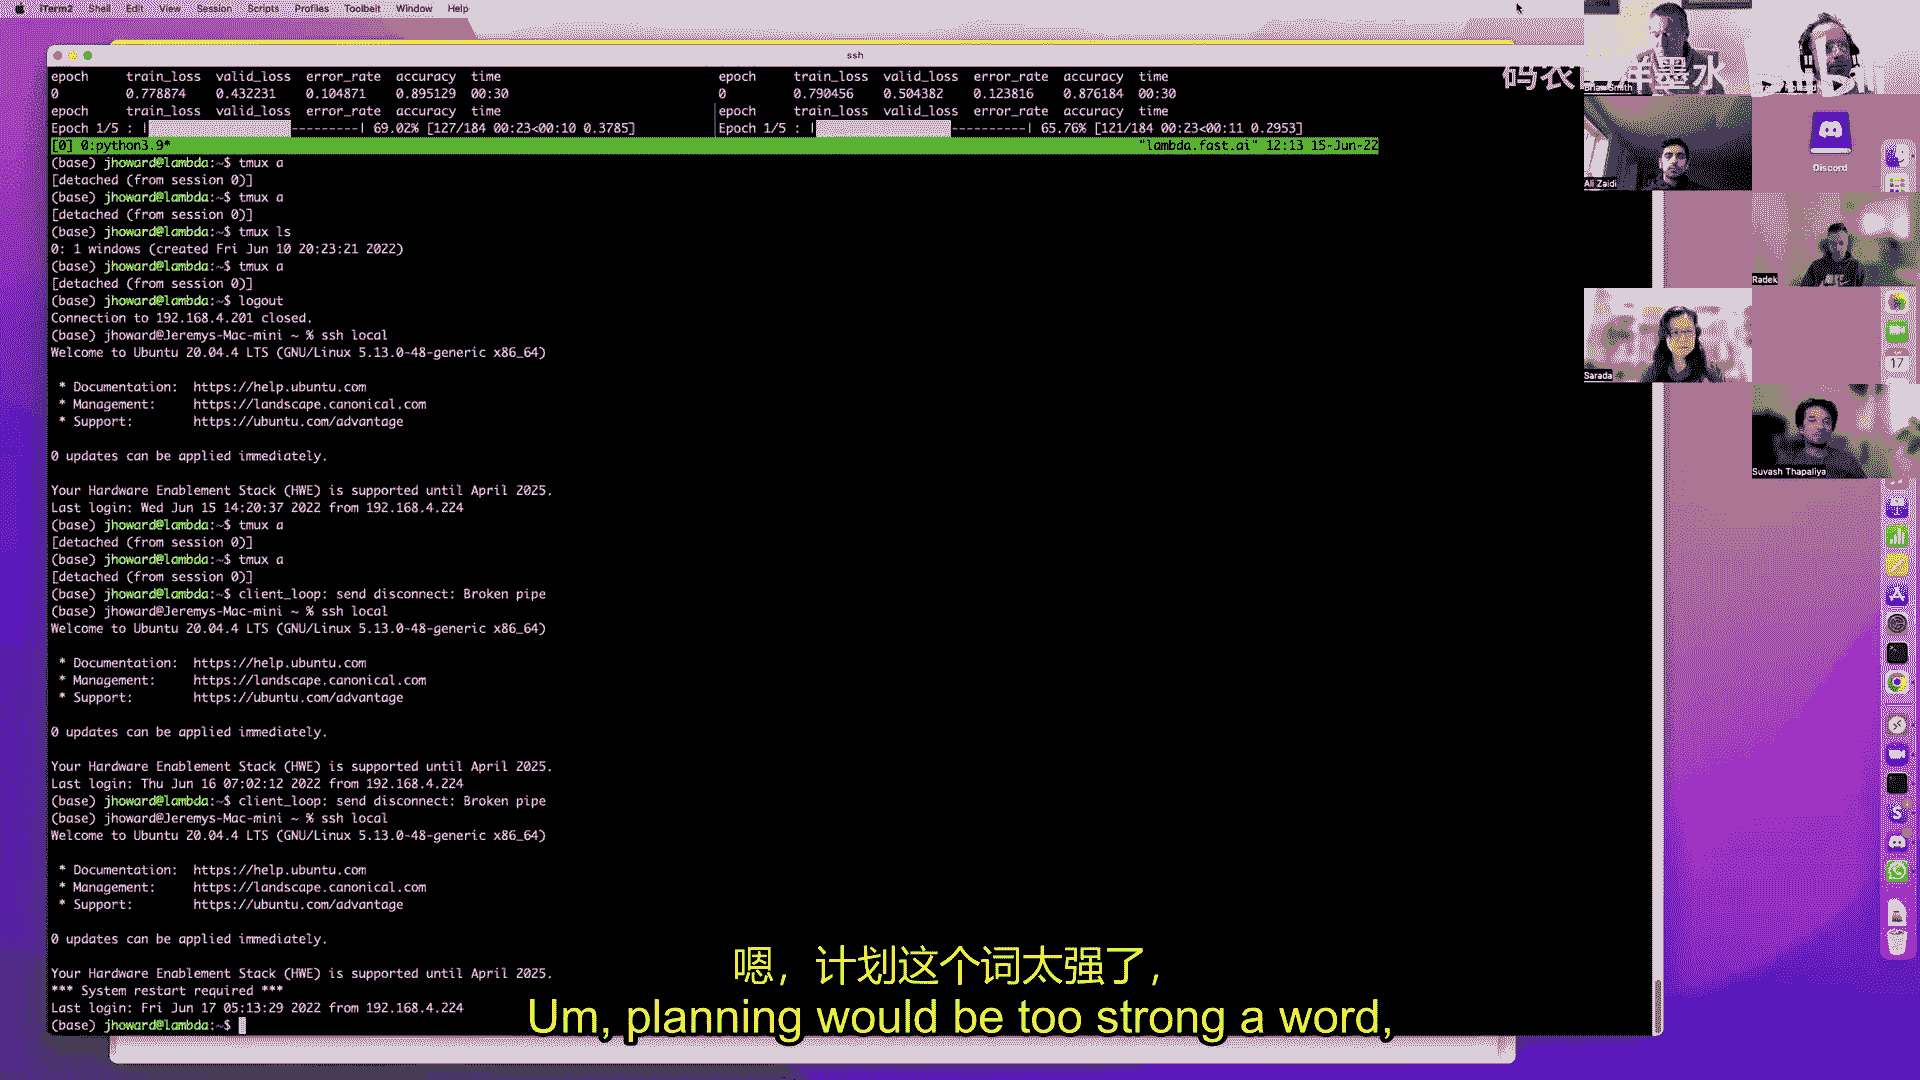 iTerm2 Shell Edit View Session Scripts Profiles Toolbelt Window Help
ssh
epoch train_loss valid_loss error_rate accuracy time epoch train_loss valid_loss error_rate accuracy time
0 0.778874 0.432231 0.104871 0.895129 00:30 0 0.790456 0.504382 0.123816 0.876184 00:30
epoch train_loss valid_loss error_rate accuracy time epoch train_loss valid_loss error_rate accuracy time
Epoch 1/5 : |----------| 69.02% [127/184 00:23<00:10 0.3785] Epoch 1/5 : |-----------| 65.76% [121/184 00:23<00:11 0.2953]
[0] 0:python3.9* "lambda.fast.ai" 12:13 15-Jun-22
(base) jhoward@lambda:~$ tmux a
[detached (from session 0)]
(base) jhoward@lambda:~$ tmux a
[detached (from session 0)]
(base) jhoward@lambda:~$ tmux ls
0: 1 windows (created Fri Jun 10 20:23:21 2022)
(base) jhoward@lambda:~$ tmux a
[detached (from session 0)]
(base) jhoward@lambda:~$ logout
Connection to 192.168.4.201 closed.
(base) jhoward@Jeremys-Mac-mini ~ % ssh local
Welcome to Ubuntu 20.04.4 LTS (GNU/Linux 5.13.0-48-generic x86_64)
* Documentation: https://help.ubuntu.com
* Management: https://landscape.canonical.com
* Support: https://ubuntu.com/advantage
0 updates can be applied immediately.
Your Hardware Enablement Stack (HWE) is supported until April 2025.
Last login: Wed Jun 15 14:20:37 2022 from 192.168.4.224
(base) jhoward@lambda:~$ tmux a
[detached (from session 0)]
(base) jhoward@lambda:~$ tmux a
[detached (from session 0)]
(base) jhoward@lambda:~$ client_loop: send disconnect: Broken pipe
(base) jhoward@Jeremys-Mac-mini ~ % ssh local
Welcome to Ubuntu 20.04.4 LTS (GNU/Linux 5.13.0-48-generic x86_64)
* Documentation: https://help.ubuntu.com
* Management: https://landscape.canonical.com
* Support: https://ubuntu.com/advantage
0 updates can be applied immediately.
Your Hardware Enablement Stack (HWE) is supported until April 2025.
Last login: Thu Jun 16 07:02:12 2022 from 192.168.4.224
(base) jhoward@lambda:~$ client_loop: send disconnect: Broken pipe
(base) jhoward@Jeremys-Mac-mini ~ % ssh local
Welcome to Ubuntu 20.04.4 LTS (GNU/Linux 5.13.0-48-generic x86_64)
* Documentation: https://help.ubuntu.com
* Management: https://landscape.canonical.com
* Support: https://ubuntu.com/advantage
0 updates can be applied immediately.
Your Hardware Enablement Stack (HWE) is supported until April 2025.
*** System restart required ***
Last login: Fri Jun 17 05:13:29 2022 from 192.168.4.224
(base) jhoward@lambda:~$
嗯，计划这个词太强了，
Um, planning would be too strong a word,
Ali Zaidi
Discord
Radek
Sarada
17
Suvash Thapaliya